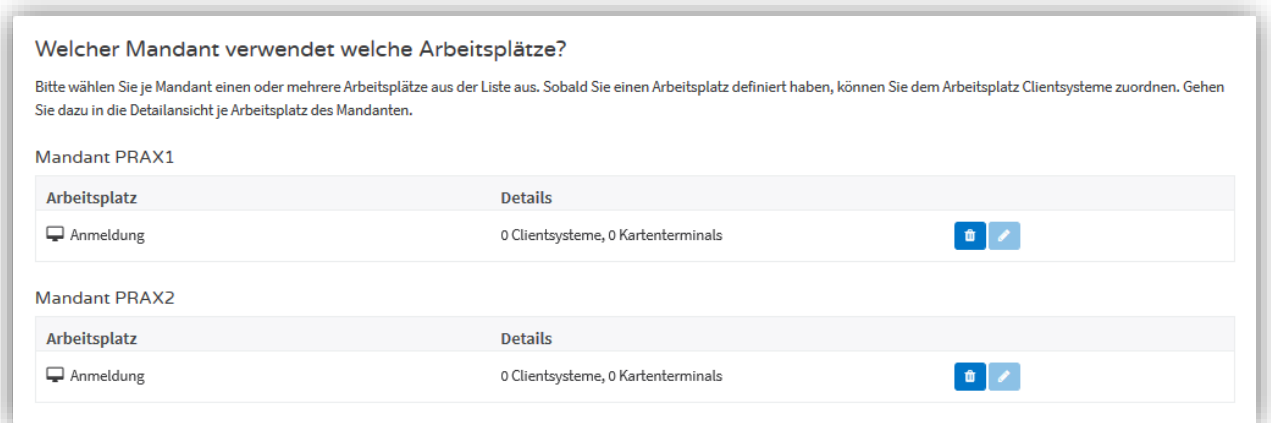 Welcher Mandant verwendet welche Arbeitsplätze?
Bitte wählen Sie je Mandant einen oder mehrere Arbeitsplätze aus der Liste aus. Sobald Sie einen Arbeitsplatz definiert haben, können Sie dem Arbeitsplatz Clientsysteme zuordnen. Gehen
Sie dazu in die Detailansicht je Arbeitsplatz des Mandanten.
Mandant PRAX1
Arbeitsplatz Details
Anmeldung 0 Clientsysteme, 0 Kartenterminals
Mandant PRAX2
Arbeitsplatz Details
Anmeldung 0 Clientsysteme, 0 Kartenterminals